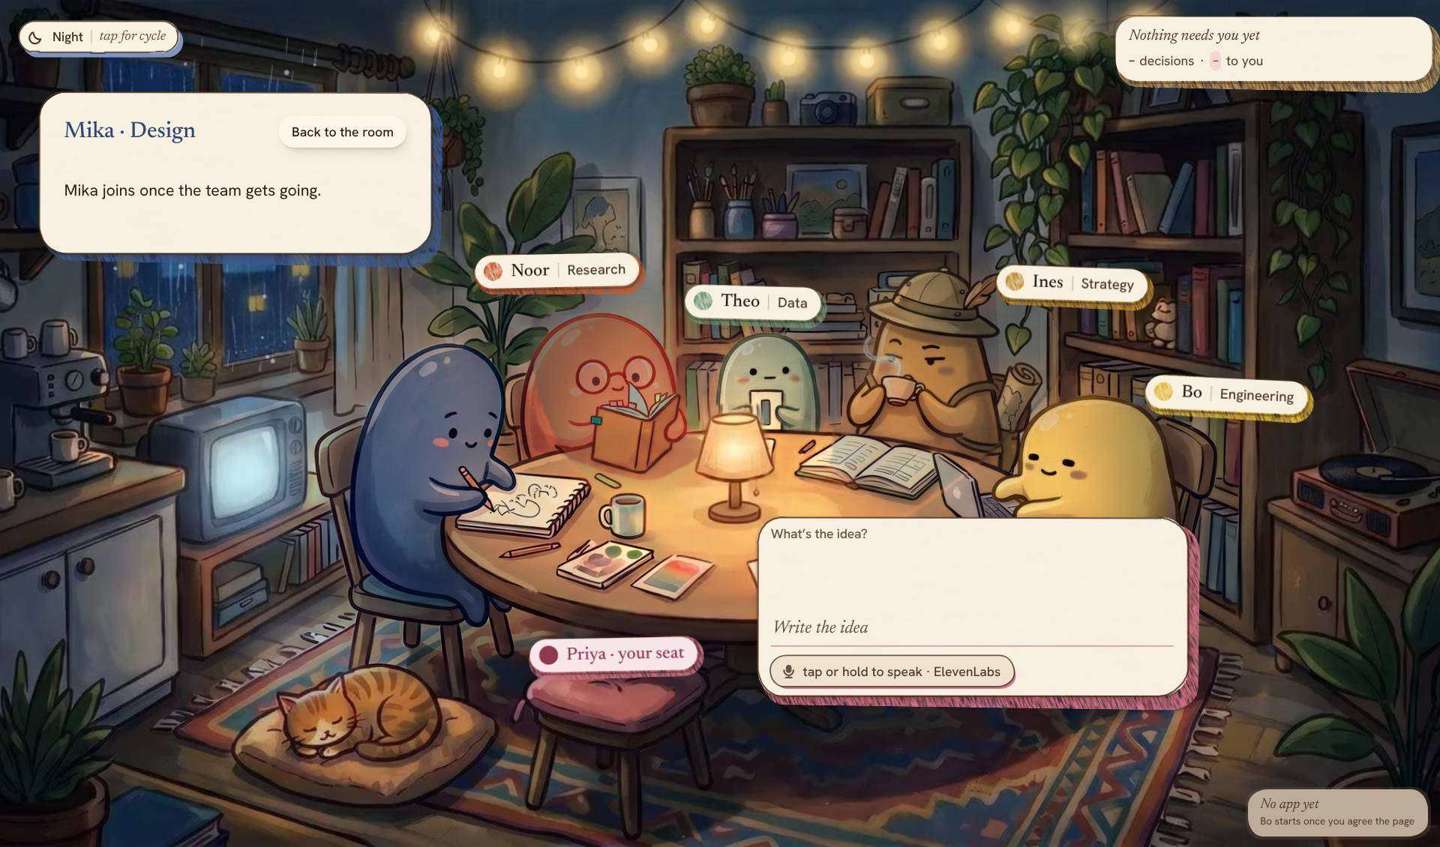 Night | tap for cycle
Nothing needs you yet
– decisions · – to you
Mika · Design
Back to the room
Mika joins once the team gets going.
Noor | Research
Theo | Data
Ines | Strategy
Bo | Engineering
What's the idea?
Write the idea
tap or hold to speak · ElevenLabs
Priya · your seat
No app yet
Bo starts once you agree the page